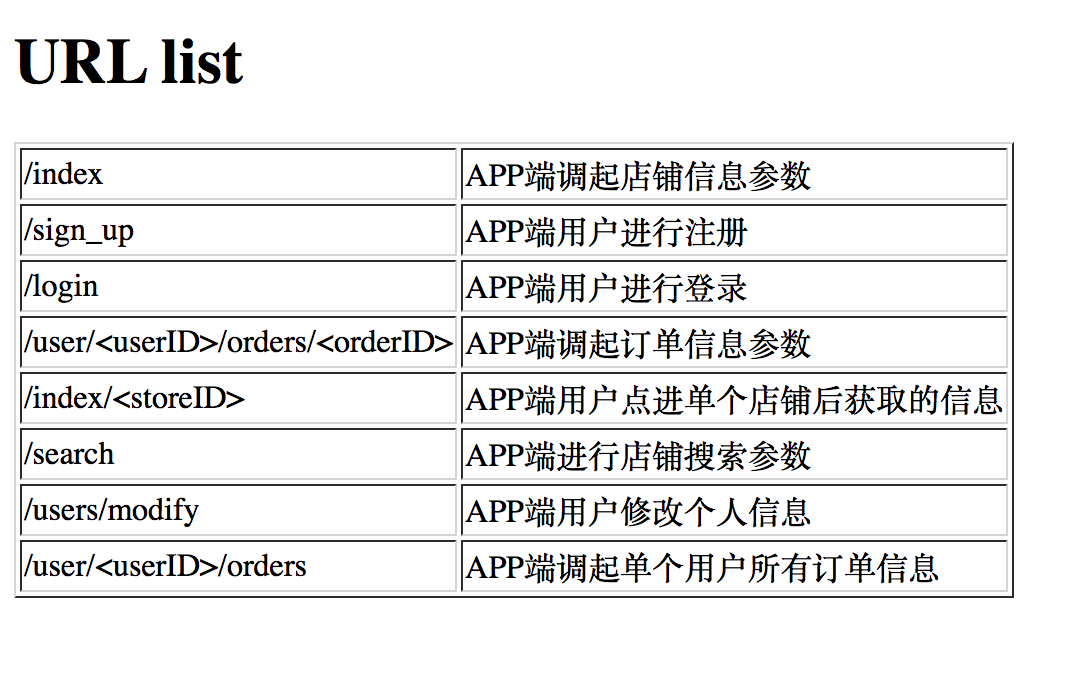 URL list
/index APP端调起店铺信息参数
/sign_up APP端用户进行注册
/login APP端用户进行登录
/user/<userID>/orders/<orderID> APP端调起订单信息参数
/index/<storeID> APP端用户点进单个店铺后获取的信息
/search APP端进行店铺搜索参数
/users/modify APP端用户修改个人信息
/user/<userID>/orders APP端调起单个用户所有订单信息